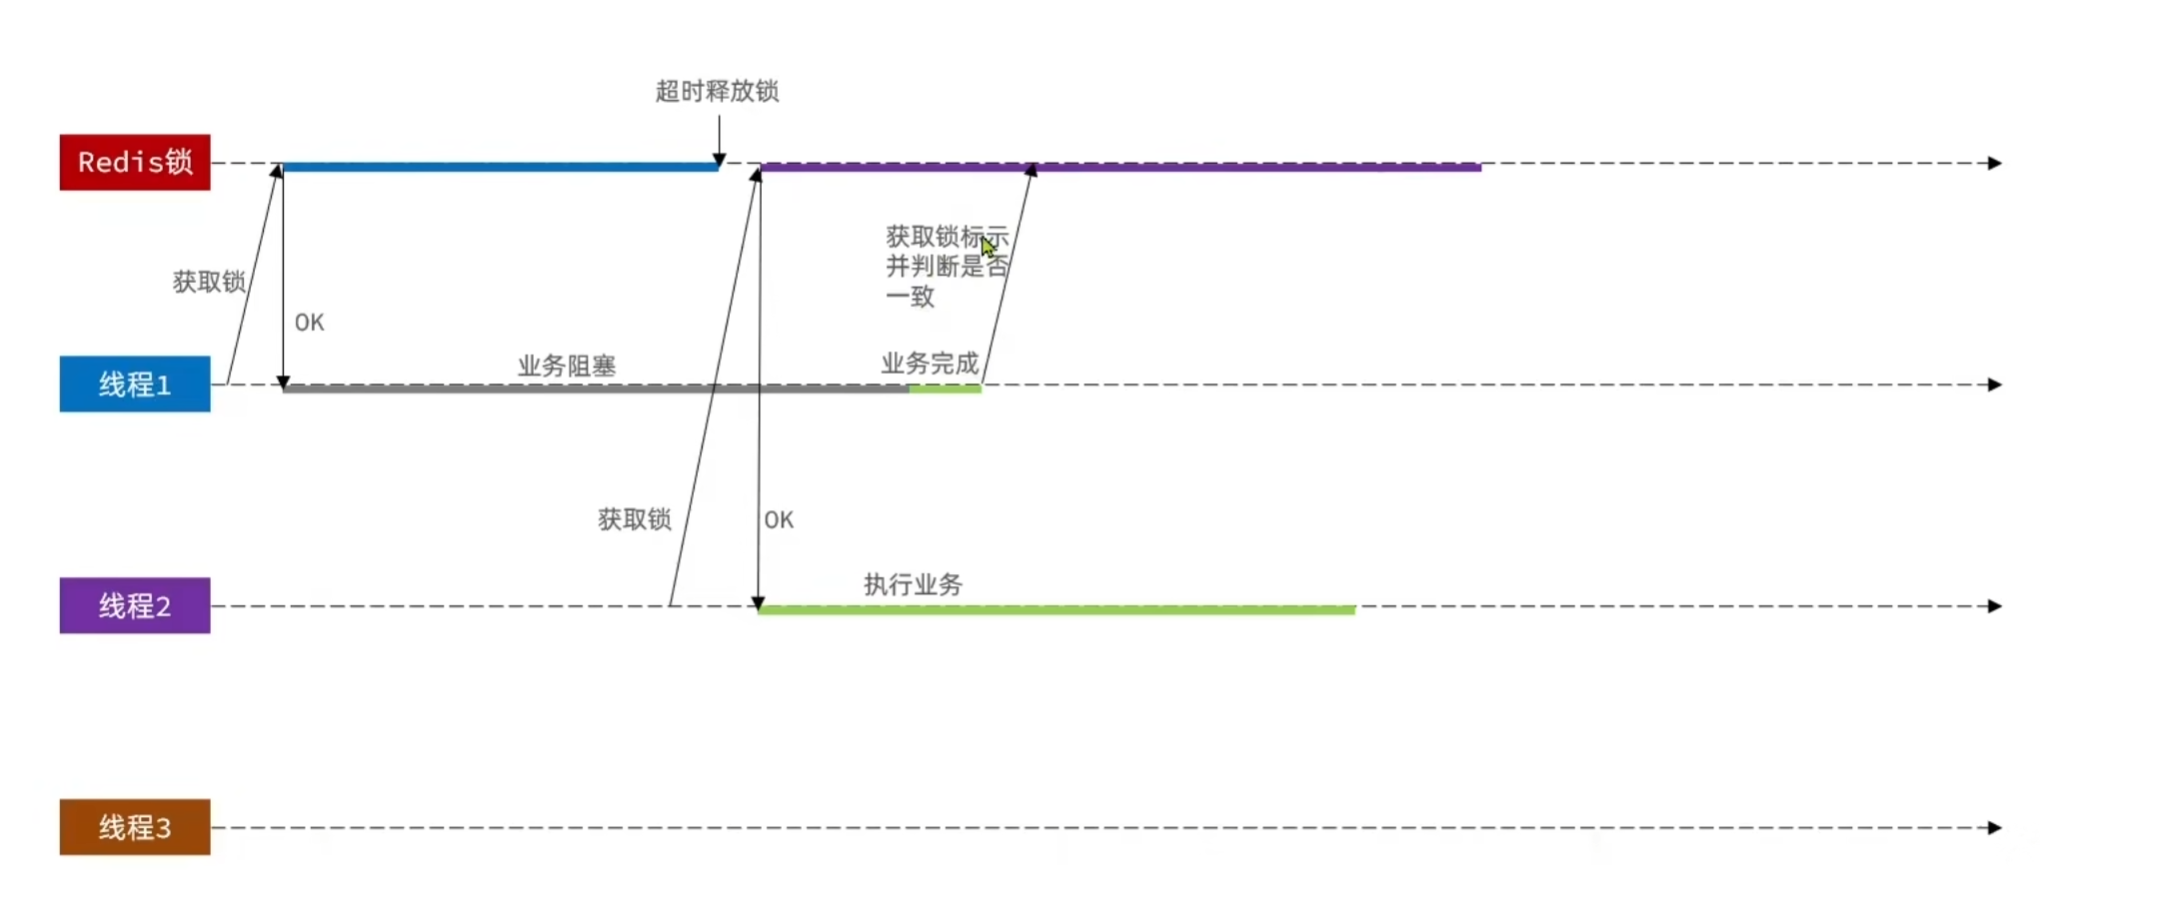 超时释放锁
Redis锁
获取锁标示
并判断是否
一致
获取锁
OK
业务阻塞
业务完成
线程1
获取锁
OK
执行业务
线程2
线程3